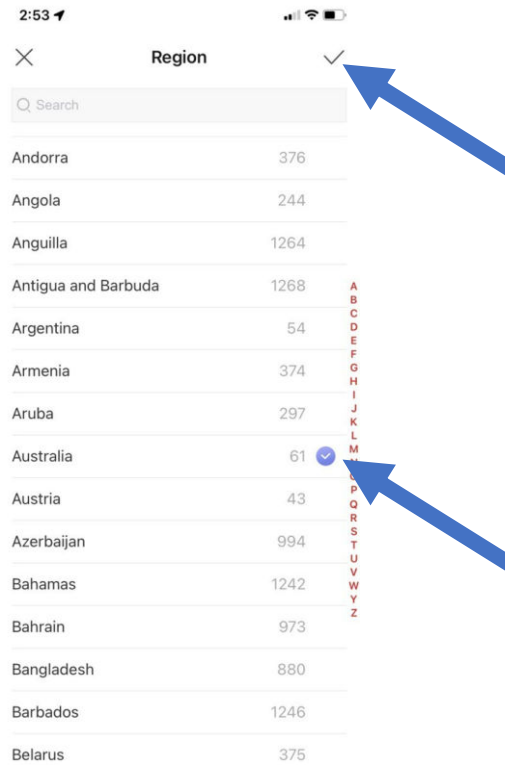 2:53
Region
Search
Andorra 376
Angola 244
Anguilla 1264
Antigua and Barbuda 1268
Argentina 54
Armenia 374
Aruba 297
Australia 61
Austria 43
Azerbaijan 994
Bahamas 1242
Bahrain 973
Bangladesh 880
Barbados 1246
Belarus 375
A
B
C
D
E
F
G
H
I
J
K
L
M
P
Q
R
S
T
U
V
W
Y
Z